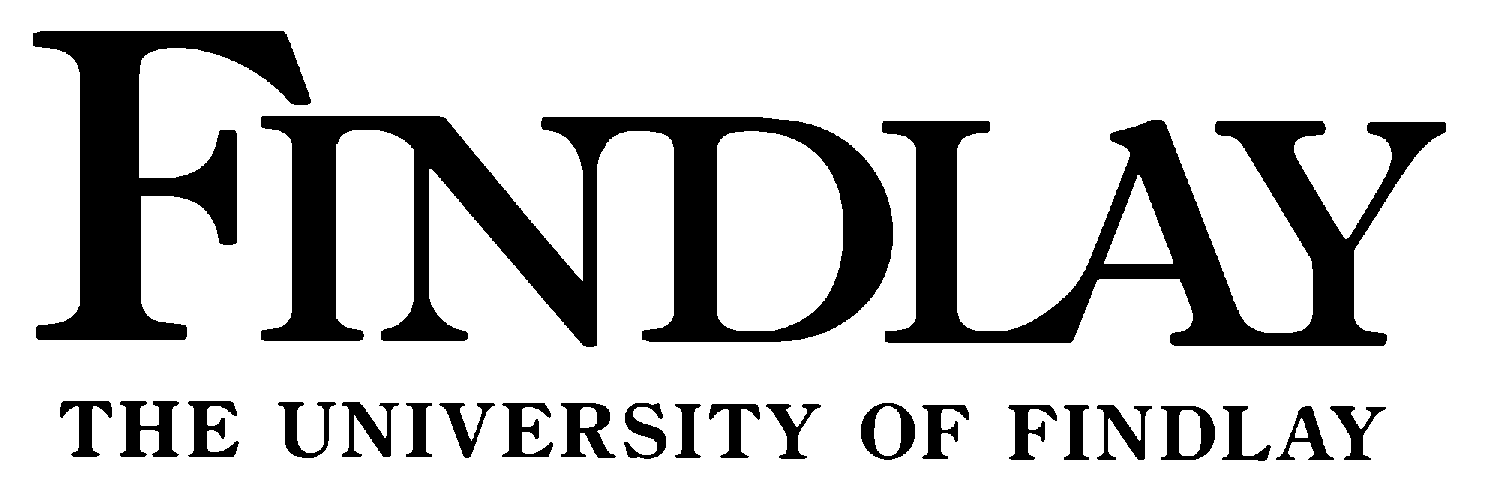 FINDLAY
THE UNIVERSITY OF FINDLAY